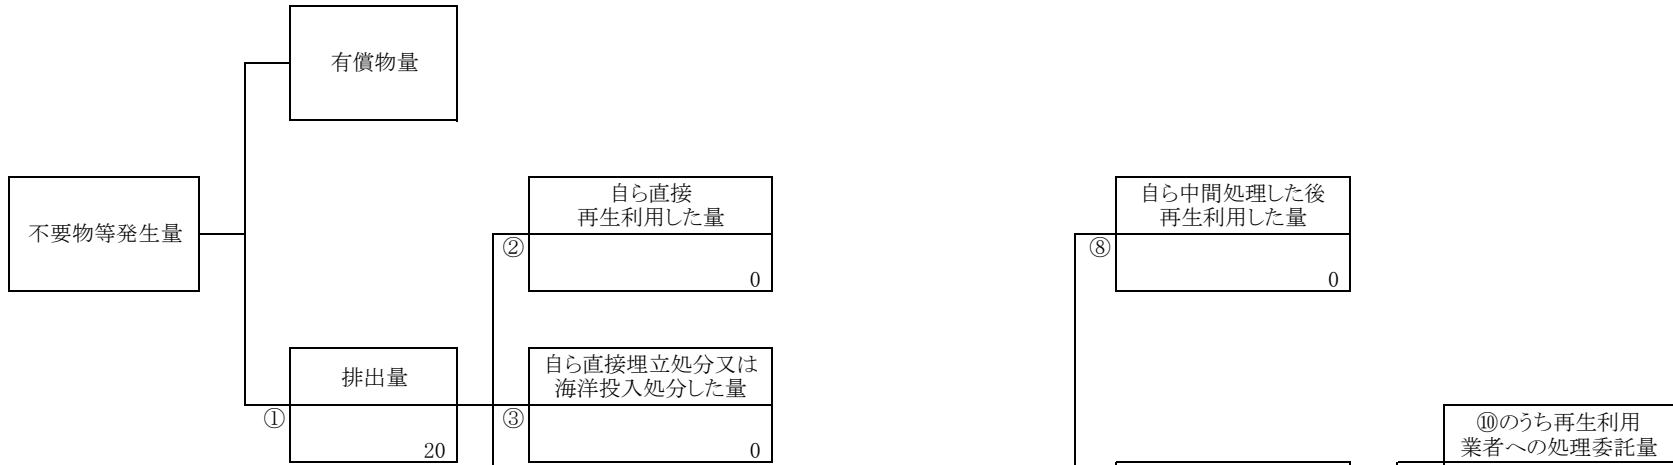 有償物量
不要物等発生量
自ら直接
再生利用した量
②
0
自ら中間処理した後
再生利用した量
⑧
0
排出量
①
20
自ら直接埋立処分又は
海洋投入処分した量
③
0
⑩のうち再生利用
業者への処理委託量